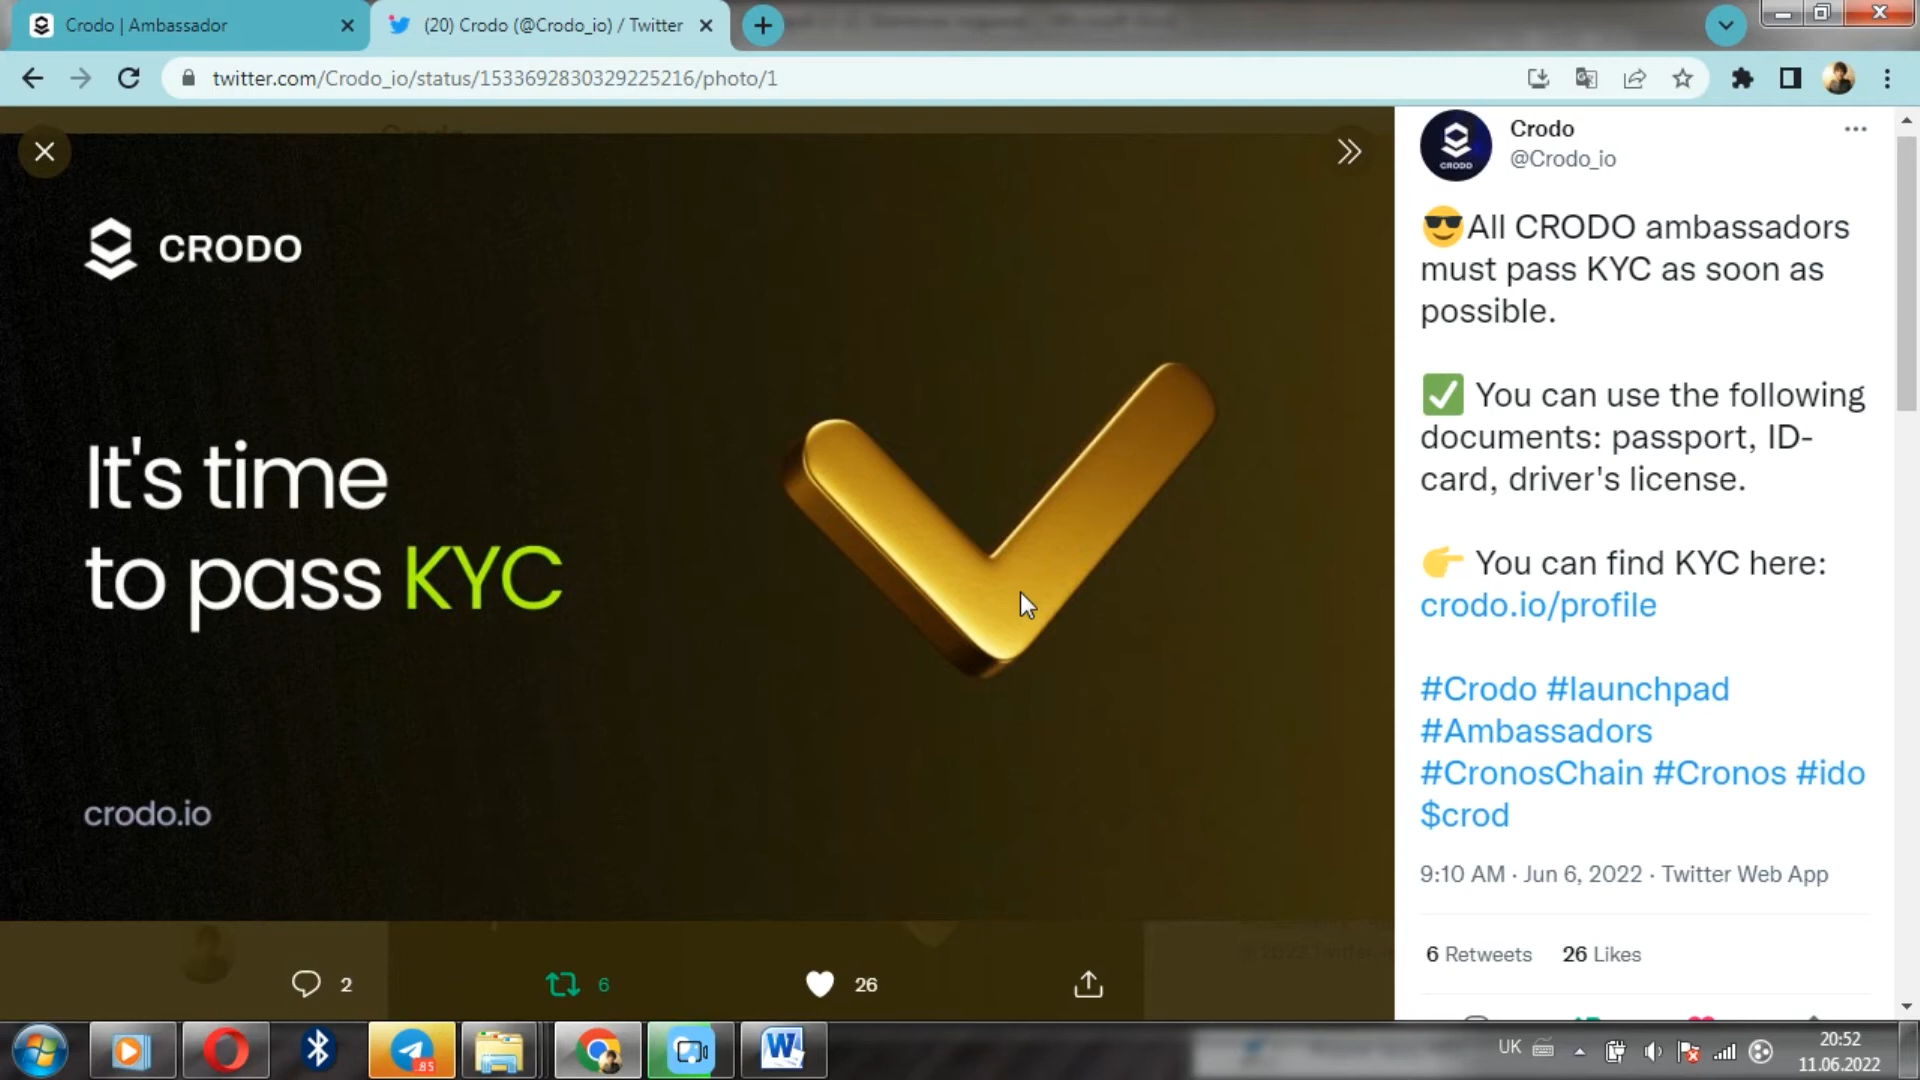 Crodo | Ambassador
(20) Crodo (@Crodo_io) / Twitter
twitter.com/Crodo_io/status/1533692830329225216/photo/1
CRODO
It's time
to pass KYC
crodo.io
2
6
26
CRODO
Crodo
@Crodo_io
😎All CRODO ambassadors
must pass KYC as soon as
possible.
✅ You can use the following
documents: passport, ID-
card, driver's license.
👉 You can find KYC here:
crodo.io/profile
#Crodo #launchpad
#Ambassadors
#CronosChain #Cronos #ido
$crod
9:10 AM · Jun 6, 2022 · Twitter Web App
6 Retweets 26 Likes
85
UK
20:52
11.06.2022